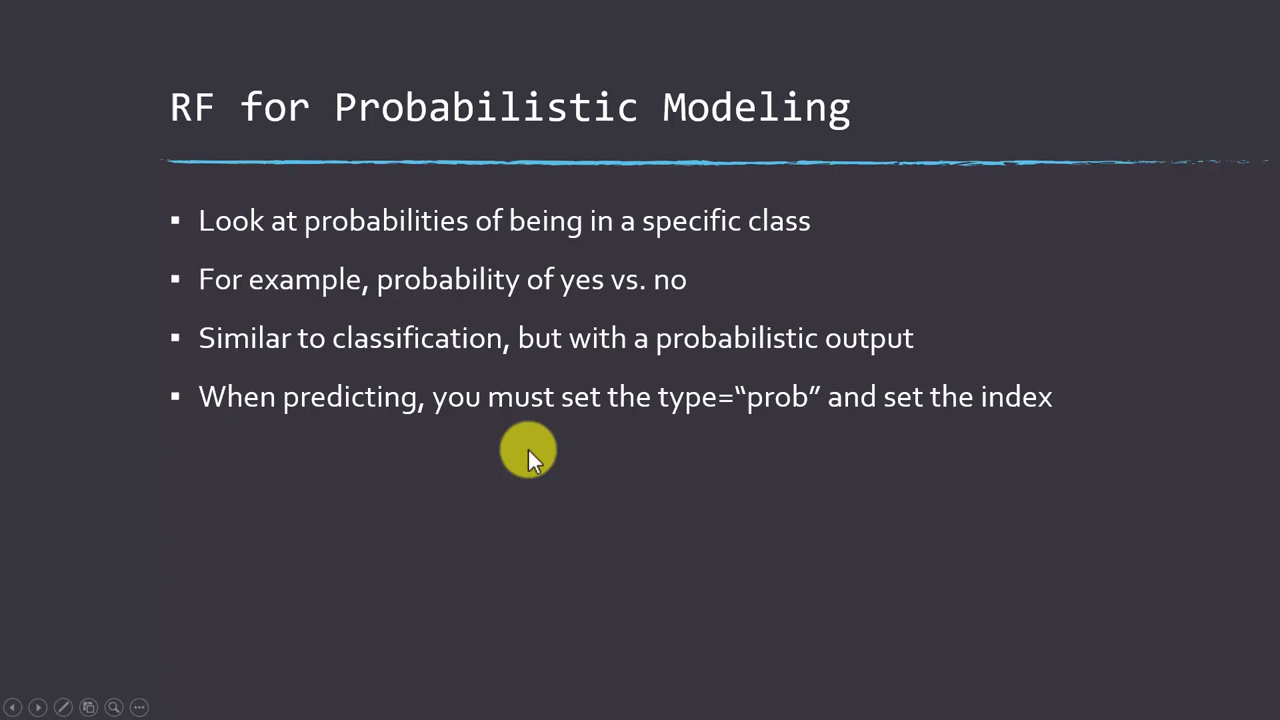 RF for Probabilistic Modeling
▪ Look at probabilities of being in a specific class
▪ For example, probability of yes vs. no
▪ Similar to classification, but with a probabilistic output
▪ When predicting, you must set the type=“prob” and set the index